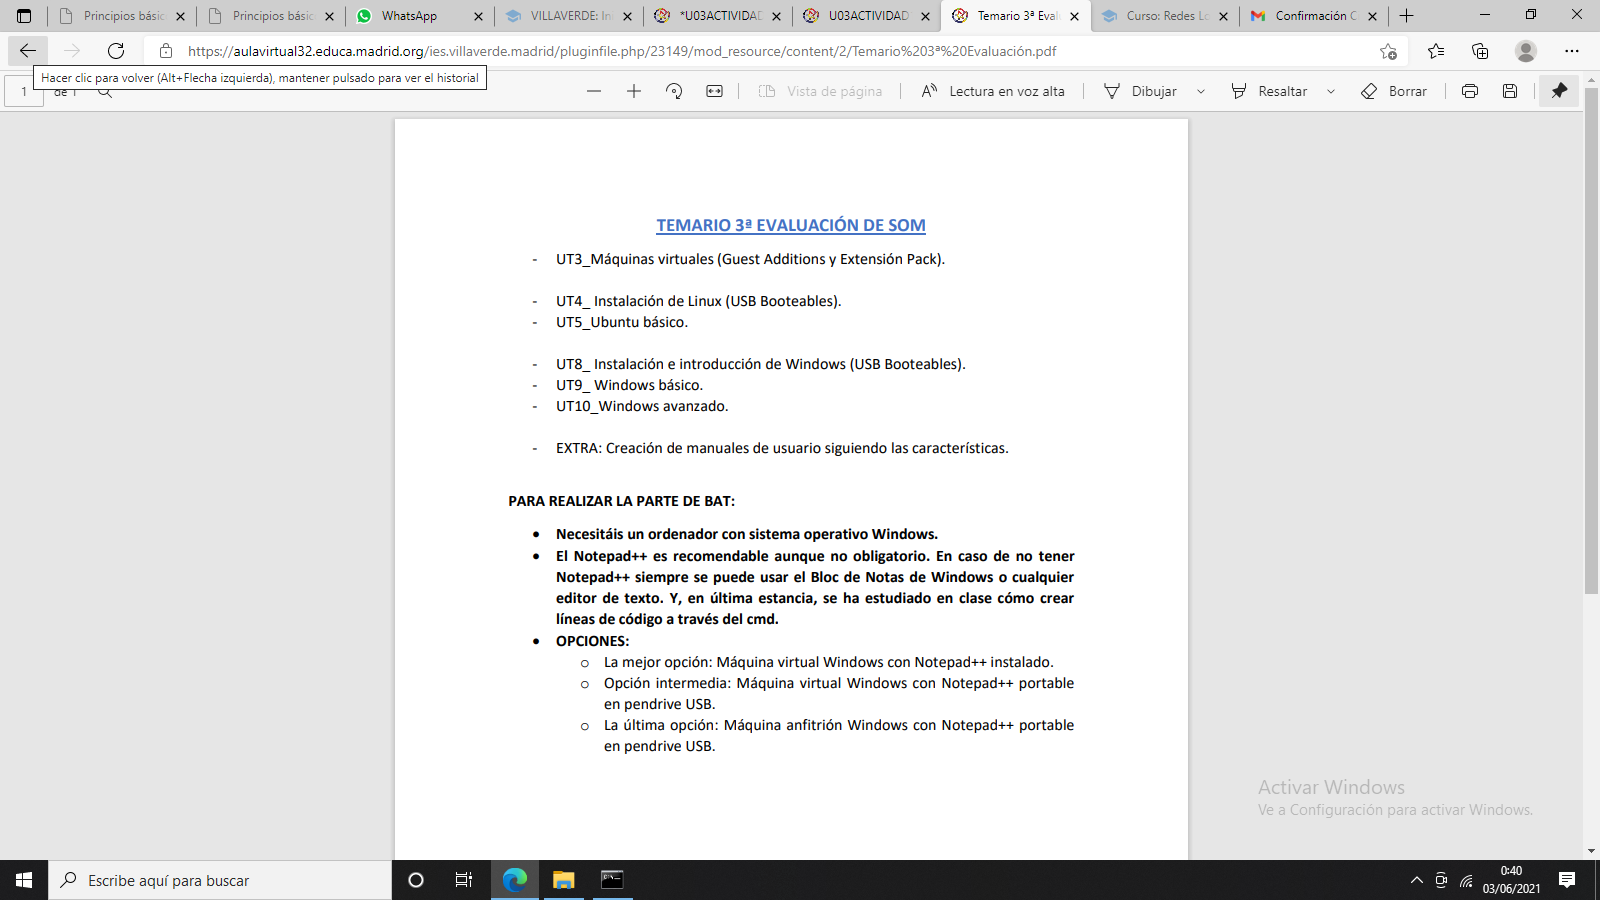 Principios básic
Principios básic
WhatsApp
VILLAVERDE: Ini
*U03ACTIVIDAD
U03ACTIVIDAD
Temario 3ª Evalu
Curso: Redes Lo
Confirmación C
https://aulavirtual32.educa.madrid.org/ies.villaverde.madrid/pluginfile.php/23149/mod_resource/content/2/Temario%203ª%20Evaluación.pdf
Hacer clic para volver (Alt+Flecha izquierda), mantener pulsado para ver el historial
1 de 1
Vista de página
Lectura en voz alta
Dibujar
Resaltar
Borrar
TEMARIO 3ª EVALUACIÓN DE SOM
- UT3_Máquinas virtuales (Guest Additions y Extensión Pack).
- UT4_ Instalación de Linux (USB Booteables).
- UT5_Ubuntu básico.
- UT8_ Instalación e introducción de Windows (USB Booteables).
- UT9_ Windows básico.
- UT10_Windows avanzado.
- EXTRA: Creación de manuales de usuario siguiendo las características.
PARA REALIZAR LA PARTE DE BAT:
• Necesitáis un ordenador con sistema operativo Windows.
• El Notepad++ es recomendable aunque no obligatorio. En caso de no tener
Notepad++ siempre se puede usar el Bloc de Notas de Windows o cualquier
editor de texto. Y, en última estancia, se ha estudiado en clase cómo crear
líneas de código a través del cmd.
• OPCIONES:
o La mejor opción: Máquina virtual Windows con Notepad++ instalado.
o Opción intermedia: Máquina virtual Windows con Notepad++ portable
en pendrive USB.
o La última opción: Máquina anfitrión Windows con Notepad++ portable
en pendrive USB.
Activar Windows
Ve a Configuración para activar Windows.
Escribe aquí para buscar
0:40
03/06/2021